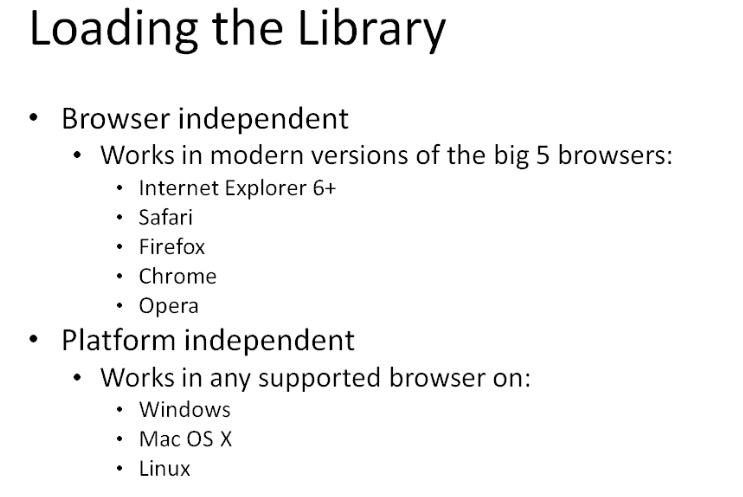 Loading the Library
• Browser independent
• Works in modern versions of the big 5 browsers:
• Internet Explorer 6+
• Safari
• Firefox
• Chrome
• Opera
• Platform independent
• Works in any supported browser on:
• Windows
• Mac OS X
• Linux